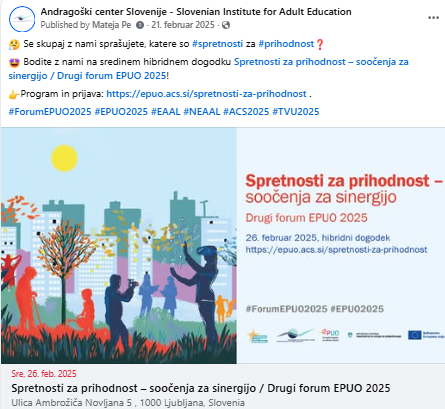 Andragoški center Slovenije - Slovenian Institute for Adult Education
Published by Mateja Pe · 21. februar 2025 ·
🤔 Se skupaj z nami sprašujete, katere so #spretnosti za #prihodnost❓
🤩 Bodite z nami na sredinem hibridnem dogodku Spretnosti za prihodnost – soočenja za
sinergijo / Drugi forum EPUO 2025!
👉Program in prijava: https://epuo.acs.si/spretnosti-za-prihodnost .
#ForumEPUO2025 #EPUO2025 #EAAL #NEAAL #ACS2025 #TVU2025
Spretnosti za prihodnost –
soočenja za sinergijo
Drugi forum EPUO 2025
26. februar 2025, hibridni dogodek
https://epuo.acs.si/spretnosti-za-prihodnost
#ForumEPUO2025 #EPUO2025
EPUO
Sre, 26. feb. 2025
Spretnosti za prihodnost – soočenja za sinergijo / Drugi forum EPUO 2025
Ulica Ambrožiča Novljana 5 , 1000 Ljubljana, Slovenia